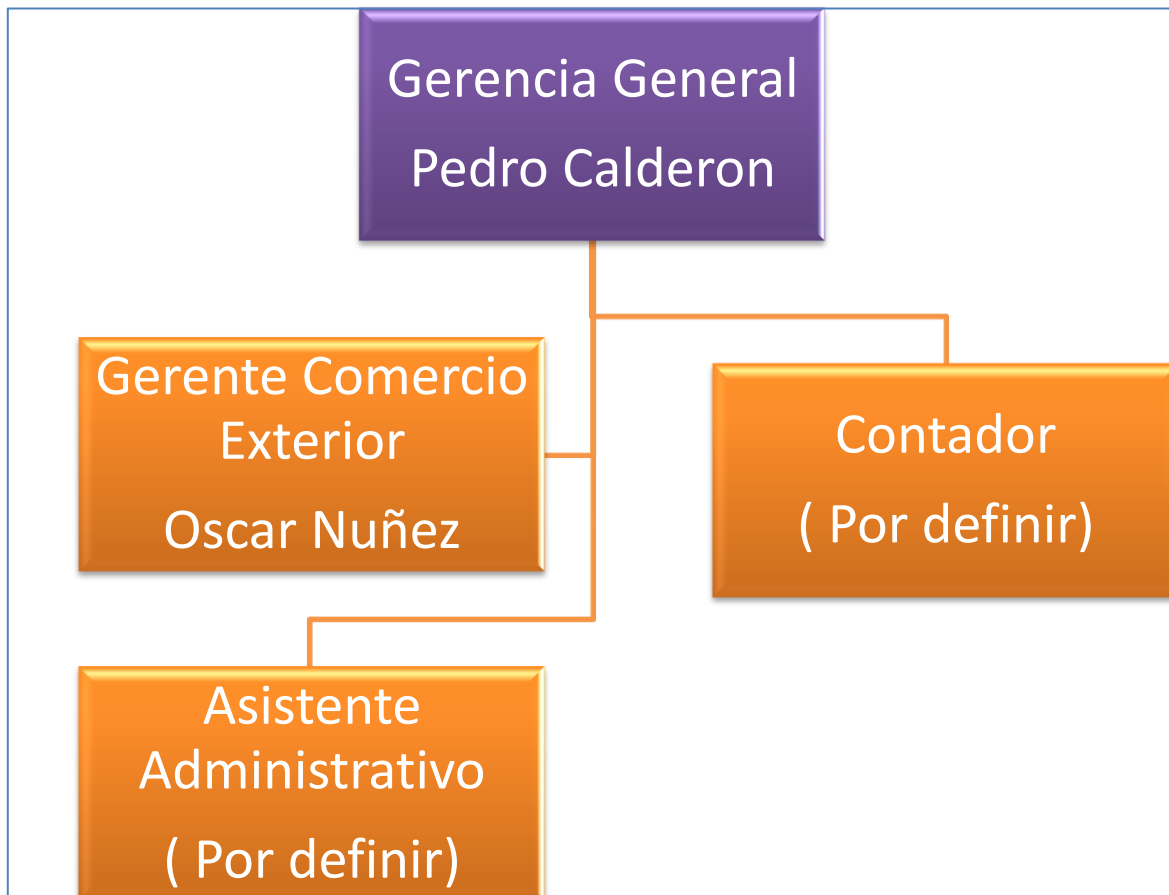 Gerencia General
Pedro Calderon
Gerente Comercio
Exterior
Oscar Nuñez
Contador
( Por definir)
Asistente
Administrativo
( Por definir)